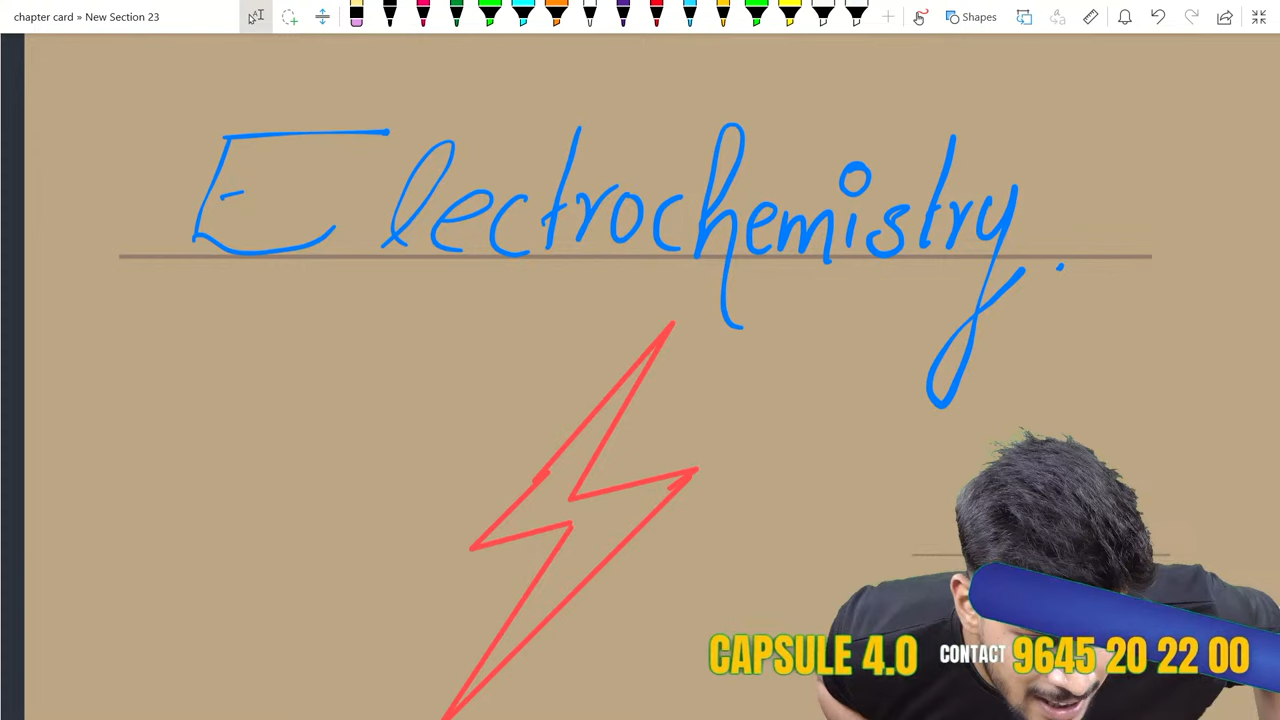 chapter card » New Section 23
Shapes
Electrochemistry.
CAPSULE 4.0 CONTACT 9645 20 22 00